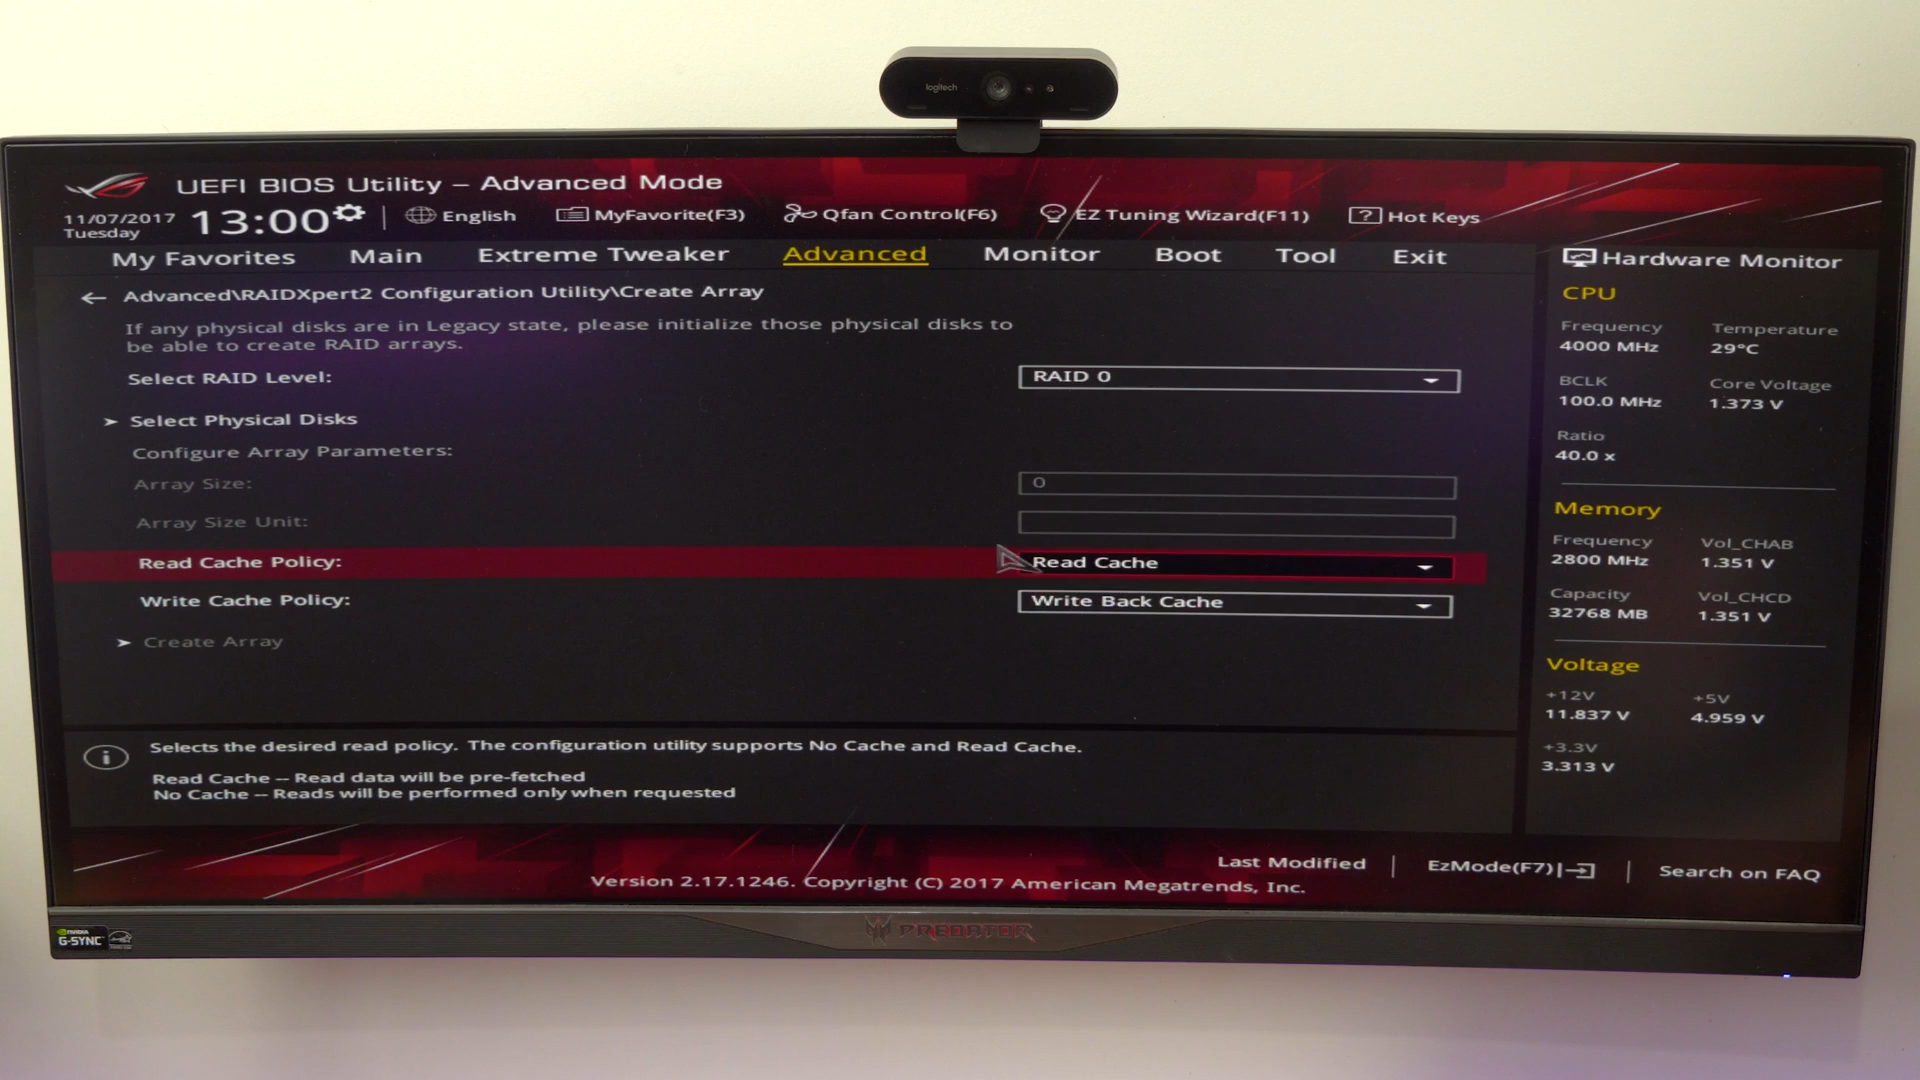 logitech
UEFI BIOS Utility – Advanced Mode
11/07/2017
Tuesday
13:00
English
MyFavorite(F3)
Qfan Control(F6)
EZ Tuning Wizard(F11)
? Hot Keys
My Favorites
Main
Extreme Tweaker
Advanced
Monitor
Boot
Tool
Exit
Advanced\RAIDXpert2 Configuration Utility\Create Array
If any physical disks are in Legacy state, please initialize those physical disks to
be able to create RAID arrays.
Select RAID Level: RAID 0
Select Physical Disks
Configure Array Parameters:
Array Size: 0
Array Size Unit:
Read Cache Policy: Read Cache
Write Cache Policy: Write Back Cache
Create Array
i
Selects the desired read policy. The configuration utility supports No Cache and Read Cache.
Read Cache -- Read data will be pre-fetched
No Cache -- Reads will be performed only when requested
Hardware Monitor
CPU
Frequency Temperature
4000 MHz 29°C
BCLK Core Voltage
100.0 MHz 1.373 V
Ratio
40.0 x
Memory
Frequency Vol_CHAB
2800 MHz 1.351 V
Capacity Vol_CHCD
32768 MB 1.351 V
Voltage
+12V +5V
11.837 V 4.959 V
+3.3V
3.313 V
Last Modified
EzMode(F7)
Search on FAQ
Version 2.17.1246. Copyright (C) 2017 American Megatrends, Inc.
NVIDIA
G-SYNC
PREDATOR